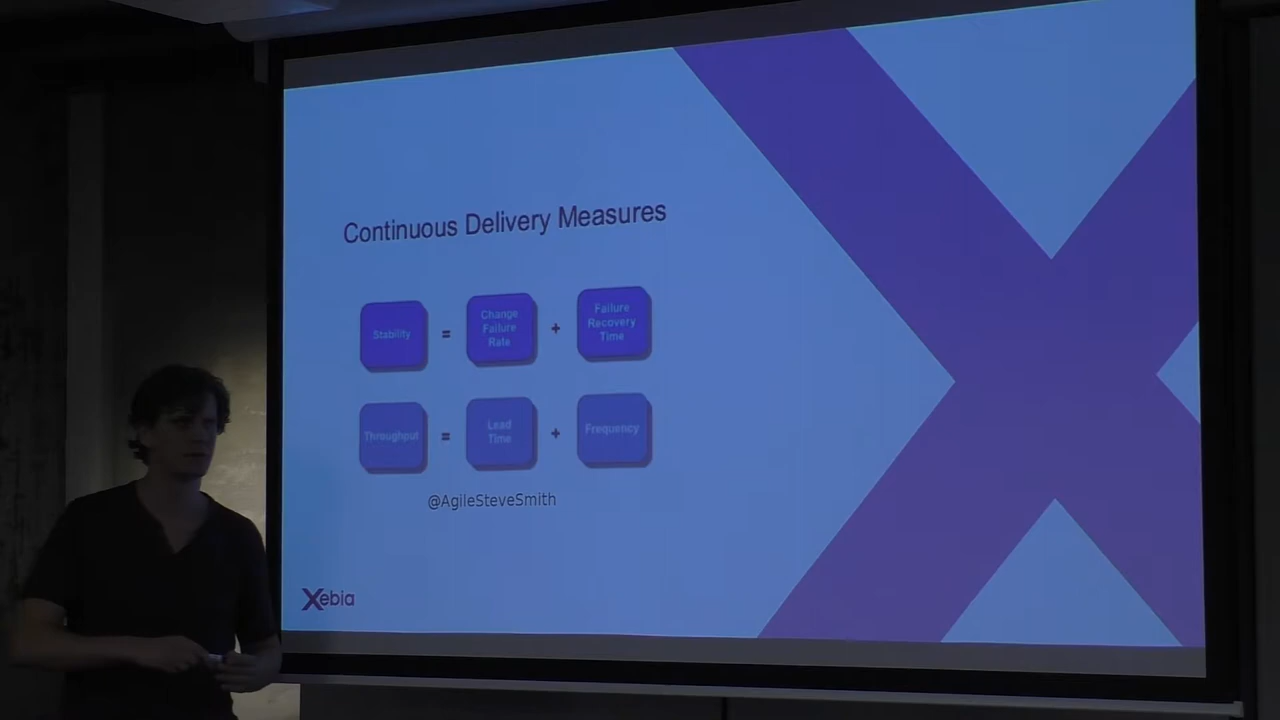 Continuous Delivery Measures
Stability
=
Change
Failure
Rate
+
Failure
Recovery
Time
Throughput
=
Lead
Time
+
Frequency
@AgileSteveSmith
Xebia